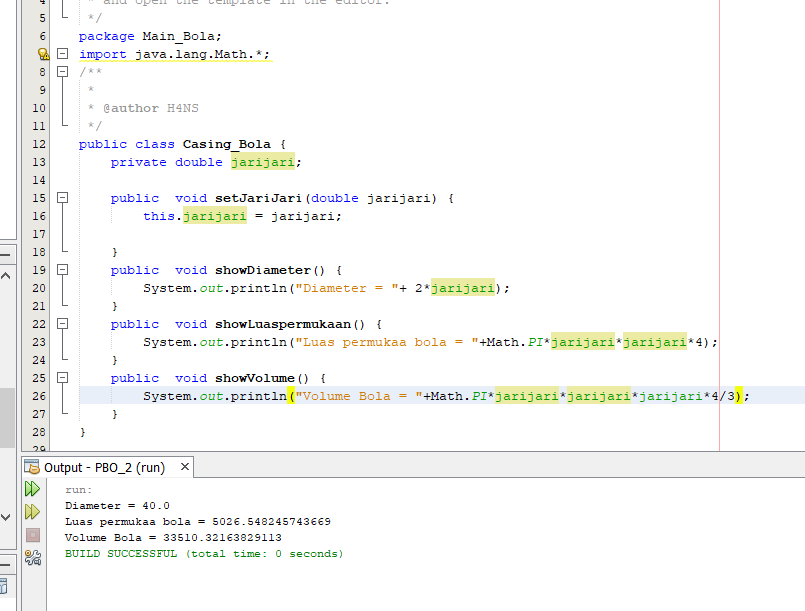 4 * and open the template in the editor.
5 */
6 package Main_Bola;
import java.lang.Math.*;
8 /**
9 *
10 * @author H4NS
11 */
12 public class Casing_Bola {
13 private double jarijari;
14
15 public  void setJariJari(double jarijari) {
16 this.jarijari = jarijari;
17
18 }
19 public  void showDiameter() {
20 System.out.println("Diameter = "+ 2*jarijari);
21 }
22 public  void showLuaspermukaan() {
23 System.out.println("Luas permukaa bola = "+Math.PI*jarijari*jarijari*4);
24 }
25 public  void showVolume() {
26 System.out.println("Volume Bola = "+Math.PI*jarijari*jarijari*jarijari*4/3);
27 }
28 }
29
Output - PBO_2 (run)
run:
Diameter = 40.0
Luas permukaa bola = 5026.548245743669
Volume Bola = 33510.32163829113
BUILD SUCCESSFUL (total time: 0 seconds)